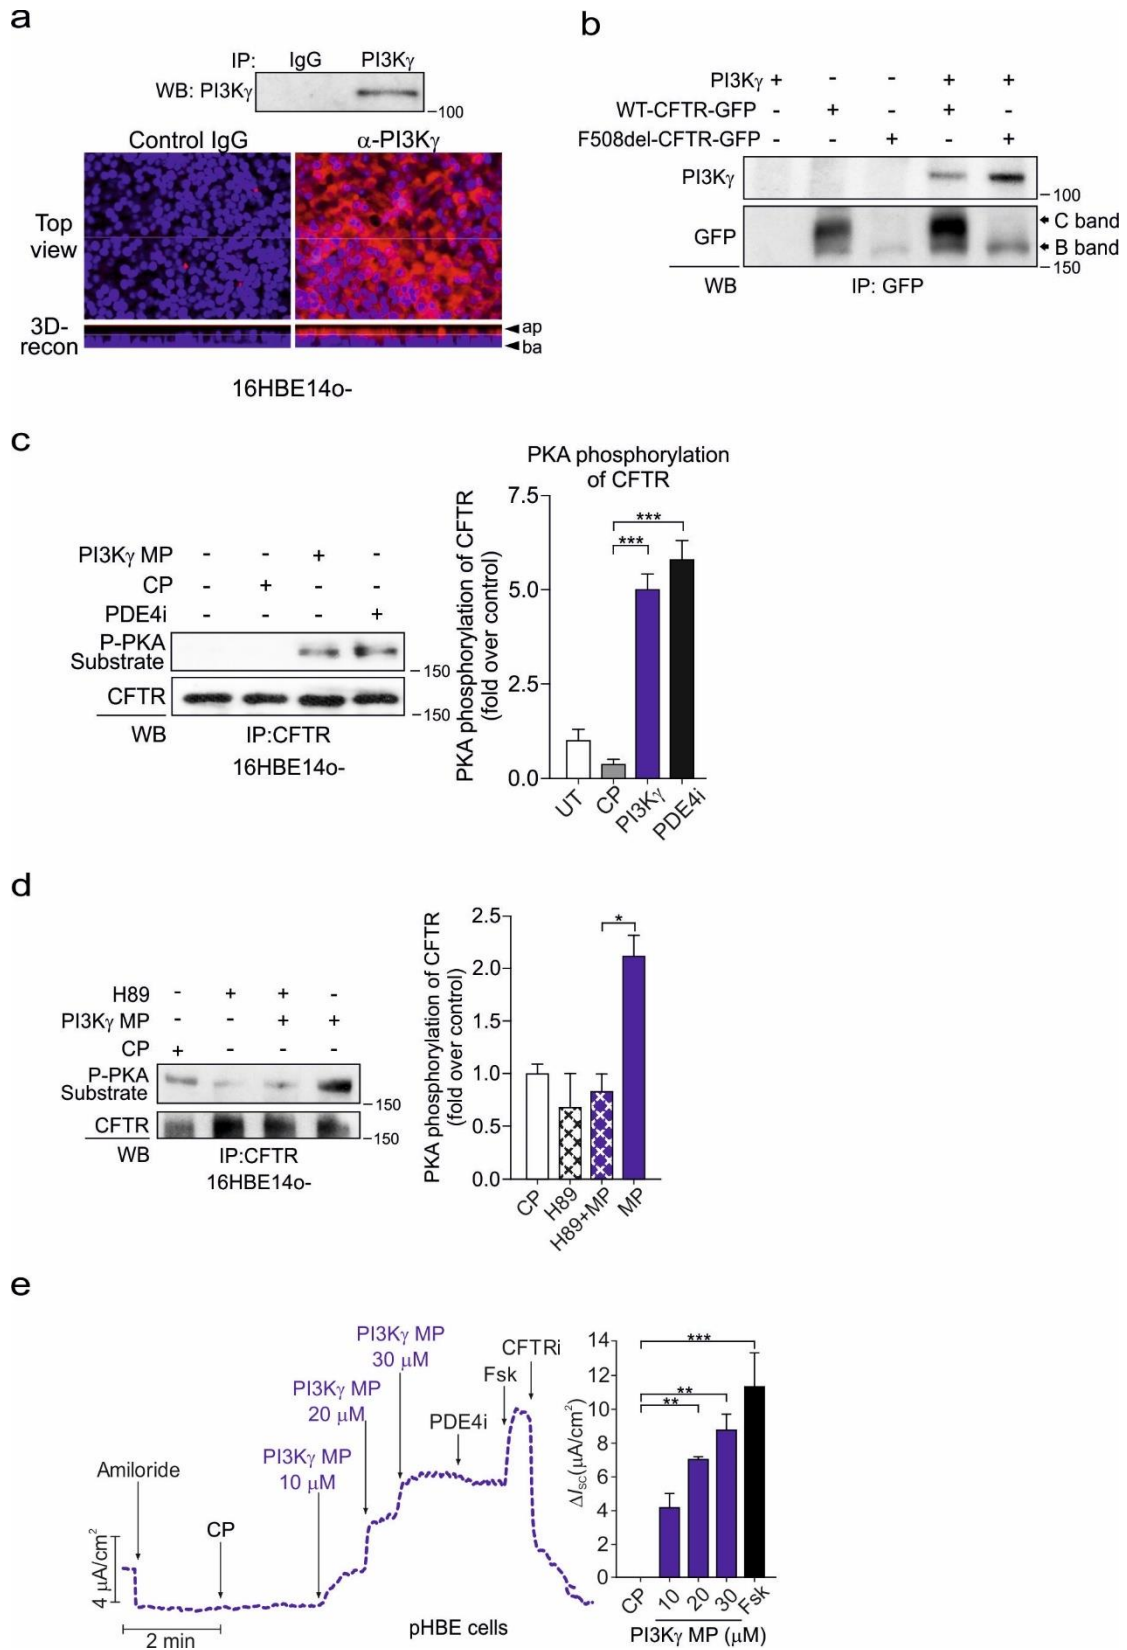 a
IP: IgG PI3Kγ
WB: PI3Kγ
100
Control IgG α-PI3Kγ
Top view
3D-recon
ap
ba
16HBE14o-
b
PI3Kγ + - - + +
WT-CFTR-GFP - + - + -
F508del-CFTR-GFP - - + - +
PI3Kγ
100
GFP
C band
B band
150
WB IP: GFP
c
PI3Kγ MP - - + -
CP - + - -
PDE4i - - - +
P-PKA
Substrate
150
CFTR
150
WB IP:CFTR
16HBE14o-
PKA phosphorylation
of CFTR
PKA phosphorylation of CFTR
(fold over control)
7.5
5.0
2.5
0.0
***
***
UT CP PI3Kγ PDE4i
d
H89 - + + -
PI3Kγ MP - - + +
CP + - - -
P-PKA
Substrate
150
CFTR
150
WB IP:CFTR
16HBE14o-
PKA phosphorylation of CFTR
(fold over control)
2.5
2.0
1.5
1.0
0.5
0.0
*
CP H89 H89+MP MP
e
Amiloride
CP
PI3Kγ MP
10 μM
PI3Kγ MP
20 μM
PI3Kγ MP
30 μM
PDE4i
Fsk
CFTRi
4 μA/cm²
2 min
pHBE cells
ΔISC(μA/cm²)
14
12
10
8
6
4
2
0
***
**
**
CP 10 20 30 Fsk
PI3Kγ MP (μM)